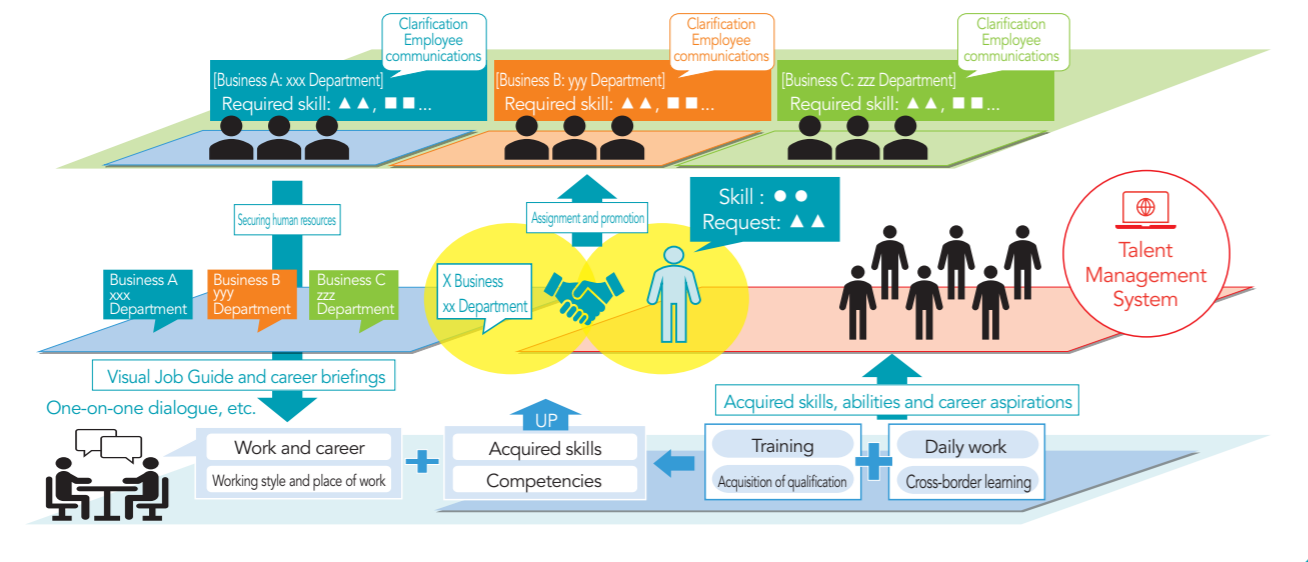 Clarification
Employee
communications
Clarification
Employee
communications
Clarification
Employee
communications
[Business A: xxx Department]
Required skill: ▲▲, ■■...
[Business B: yyy Department]
Required skill: ▲▲, ■■...
[Business C: zzz Department]
Required skill: ▲▲, ■■...
Securing human resources
Assignment and promotion
Skill : ●●
Request: ▲▲
Talent
Management
System
Business A
xxx
Department
Business B
yyy
Department
Business C
zzz
Department
X Business
xx Department
Visual Job Guide and career briefings
One-on-one dialogue, etc.
UP
Acquired skills, abilities and career aspirations
Work and career
Working style and place of work
Acquired skills
Competencies
Training
Acquisition of qualification
Daily work
Cross-border learning